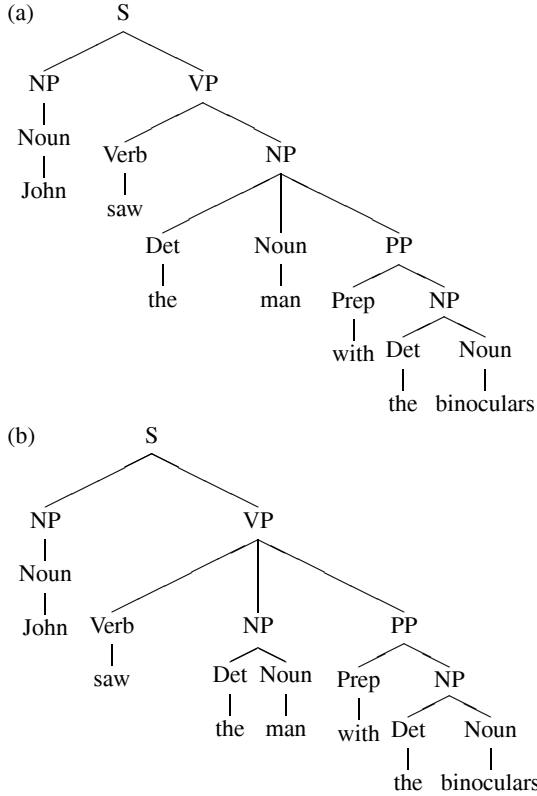 (a)
S
NP VP
Noun Verb NP
John saw
Det Noun PP
the man Prep NP
with Det Noun
the binoculars
(b)
S
NP VP
Noun
John Verb NP PP
saw Det Noun Prep NP
the man with Det Noun
the binoculars